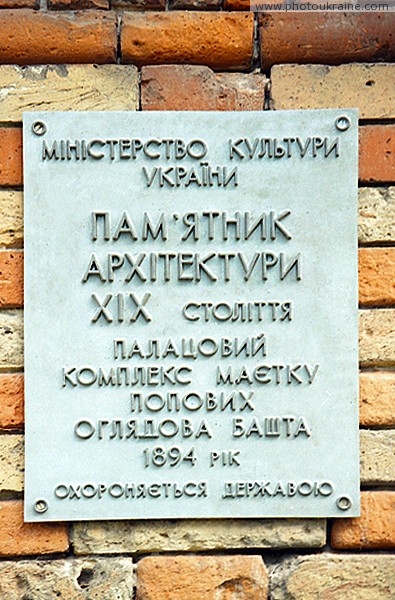 © www.photoukraine.com
МІНІСТЕРСТВО КУЛЬТУРИ
УКРАЇНИ
ПАМ'ЯТНИК
АРХІТЕКТУРИ
XIX СТОЛІТТЯ
ПАЛАЦОВИЙ
КОМПЛЕКС МАЄТКУ
ПОПОВИХ
ОГЛЯДОВА БАШТА
1894 РІК
ОХОРОНЯЄТЬСЯ ДЕРЖАВОЮ